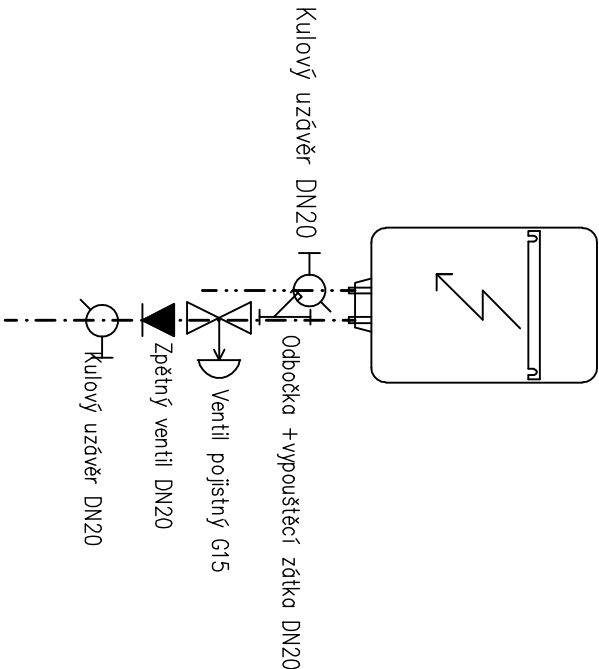 Kulový uzávěr DN20
Odbočka +vypouštěcí zátka DN20
Ventil pojistný G15
Zpětný ventil DN20
Kulový uzávěr DN20